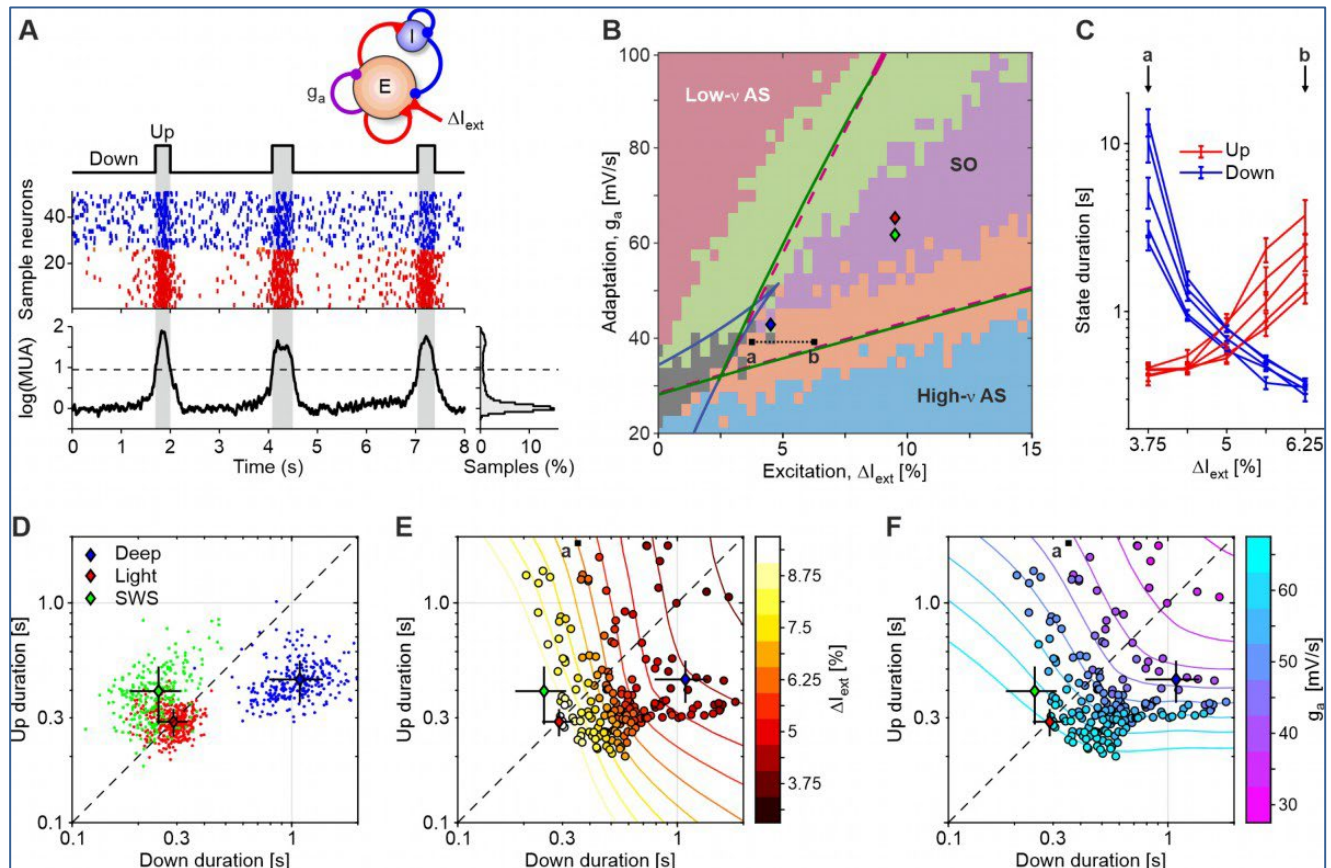 A
I
E
g_a
ΔI_ext
Up
Down
Sample neurons
40
20
log(MUA)
2
1
0
0 1 2 3 4 5 6 7 8
Time (s)
0 5 10
Samples (%)
B
Adaptation, g_a [mV/s]
100
80
60
40
20
Low-ν AS
SO
a b
High-ν AS
0 5 10 15
Excitation, ΔI_ext [%]
C
a b
Up
Down
State duration [s]
10
1
3.75 5 6.25
ΔI_ext [%]
D
Deep
Light
SWS
Up duration [s]
1.0
0.3
0.1
0.1 0.3 1
Down duration [s]
E
a
Up duration [s]
1.0
0.3
0.1
0.1 0.3 1
Down duration [s]
8.75
7.5
6.25
5
3.75
ΔI_ext [%]
F
a
Up duration [s]
1.0
0.3
0.1
0.1 0.3 1
Down duration [s]
60
50
40
30
g_a [mV/s]